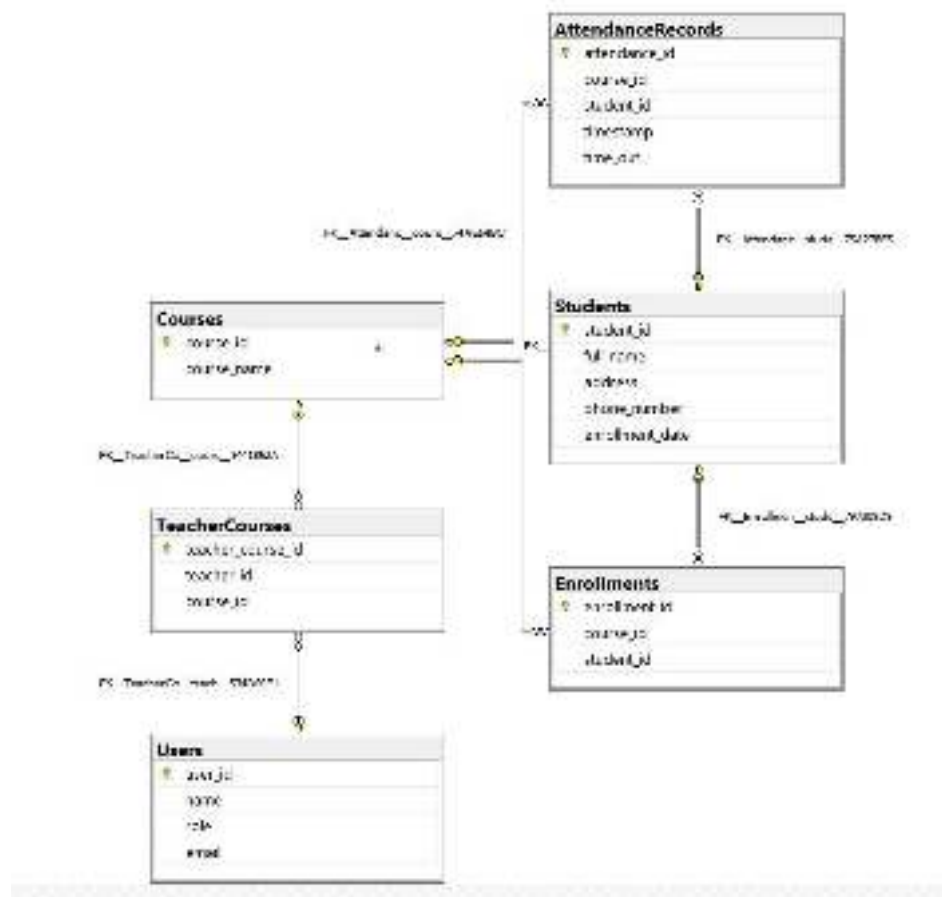 AttendanceRecords
attendance_id
course_id
student_id
timestamp
time_out
Students
student_id
full_name
address
phone_number
enrollment_date
Courses
course_id
course_name
TeacherCourses
teacher_course_id
teacher_id
course_id
Enrollments
enrollment_id
course_id
student_id
Users
user_id
name
role
email